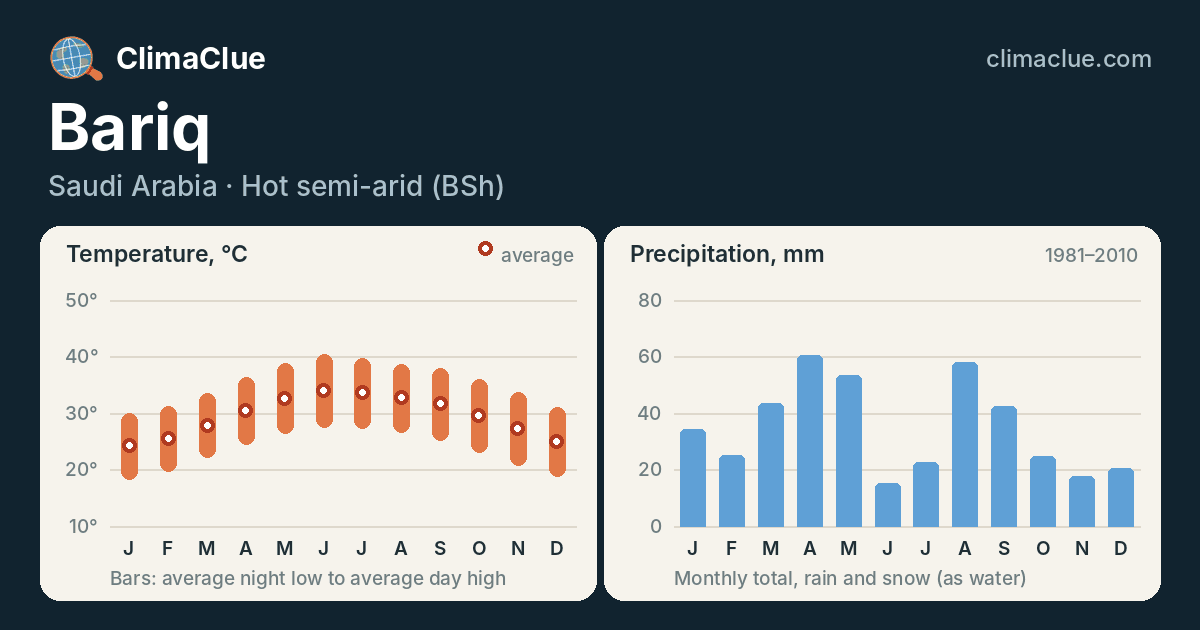 ClimaClue
climaclue.com
Bariq
Saudi Arabia · Hot semi-arid (BSh)
Temperature, °C
average
50°
40°
30°
20°
10°
J F M A M J J A S O N D
Bars: average night low to average day high
Precipitation, mm
1981–2010
80
60
40
20
0
J F M A M J J A S O N D
Monthly total, rain and snow (as water)